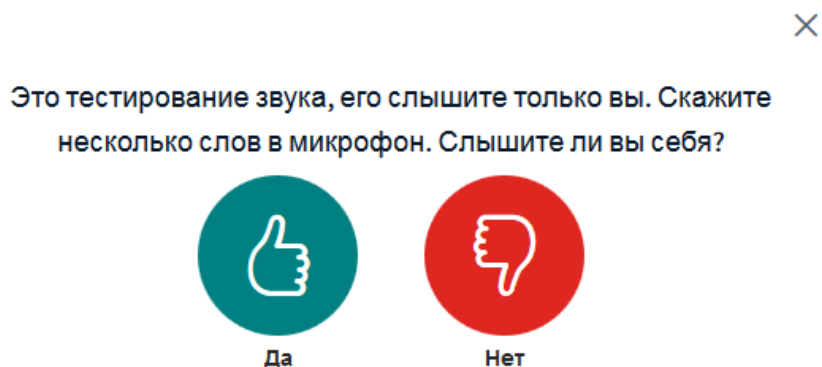 Это тестирование звука, его слышите только вы. Скажите
несколько слов в микрофон. Слышите ли вы себя?
Да
Нет